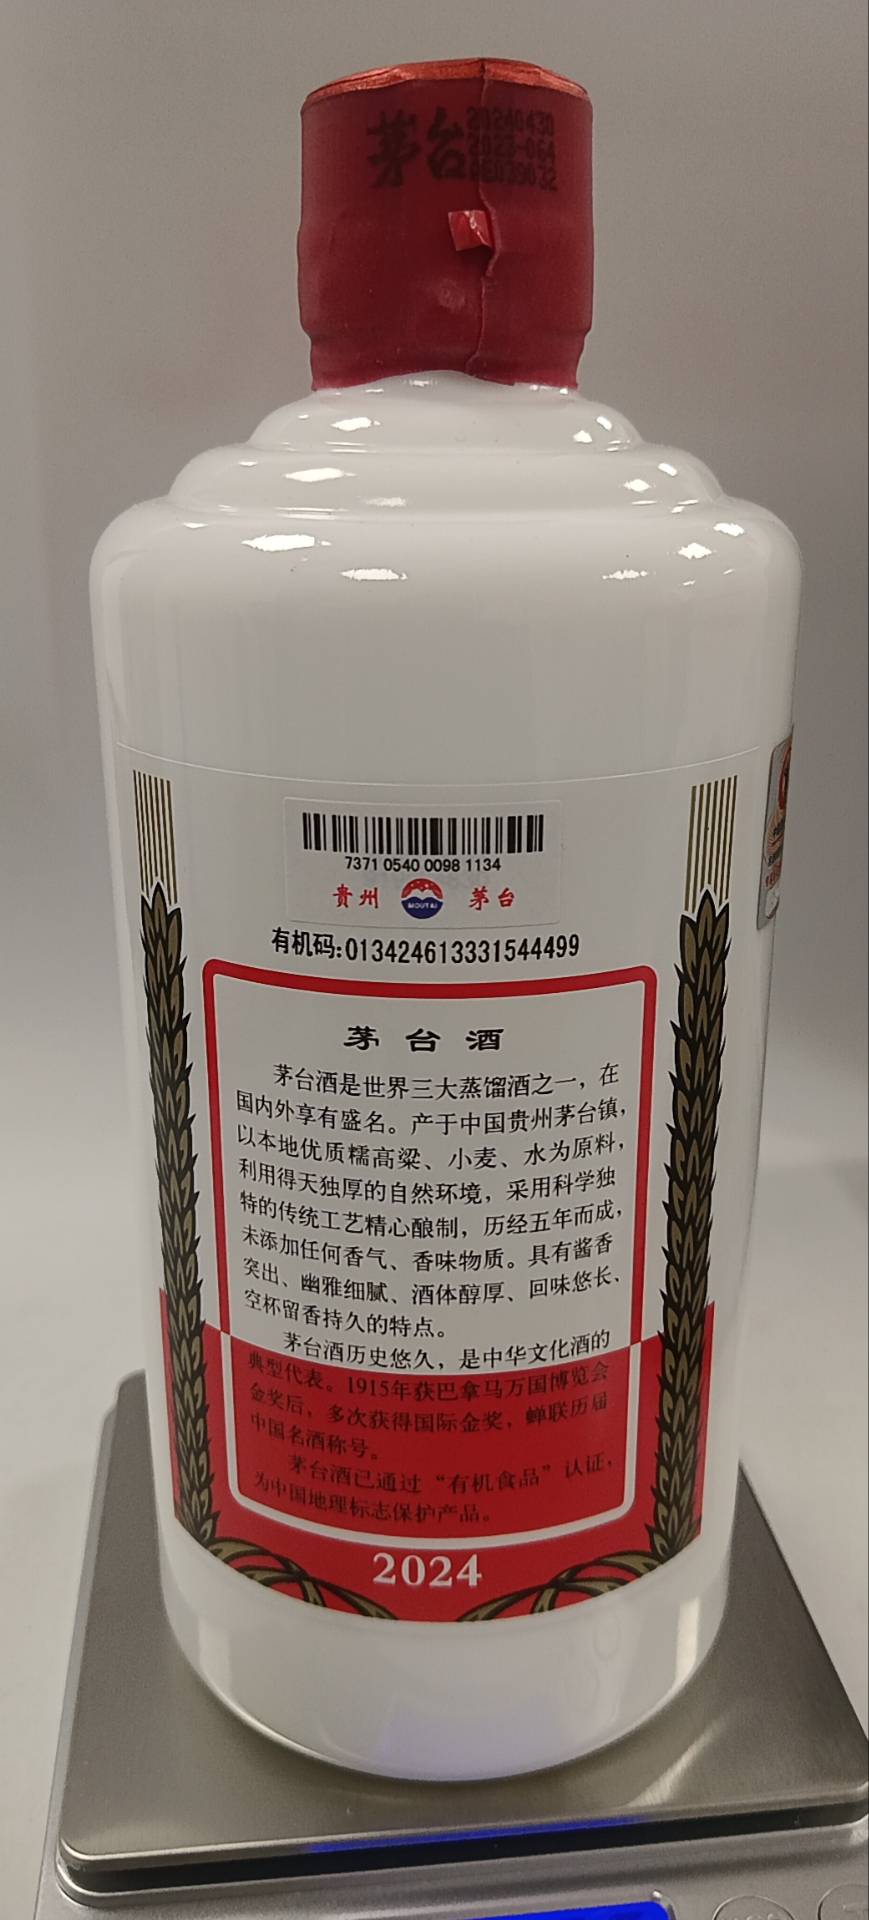 茅台
20240430
2023-064
7371 0540 0098 1134
贵州 MOUTAI 茅台
有机码:013424613331544499
茅台酒
茅台酒是世界三大蒸馏酒之一，在
国内外享有盛名。产于中国贵州茅台镇，
以本地优质糯高粱、小麦、水为原料，
利用得天独厚的自然环境，采用科学独
特的传统工艺精心酿制，历经五年而成，
未添加任何香气、香味物质。具有酱香
突出、幽雅细腻、酒体醇厚、回味悠长、
空杯留香持久的特点。
茅台酒历史悠久，是中华文化酒的
典型代表。1915年获巴拿马万国博览会
金奖后，多次获得国际金奖，蝉联历届
中国名酒称号。
茅台酒已通过“有机食品”认证，
为中国地理标志保护产品。
2024